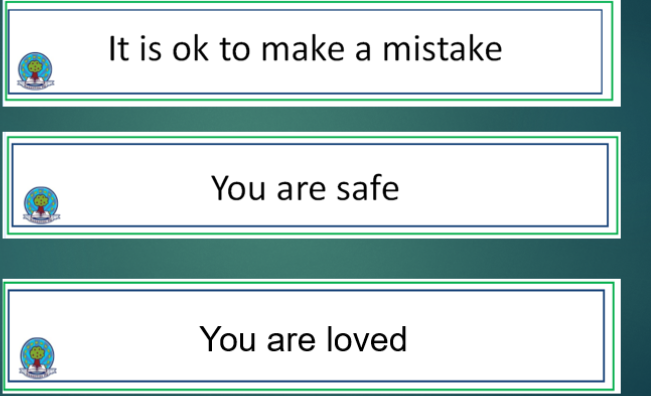 It is ok to make a mistake
You are safe
You are loved